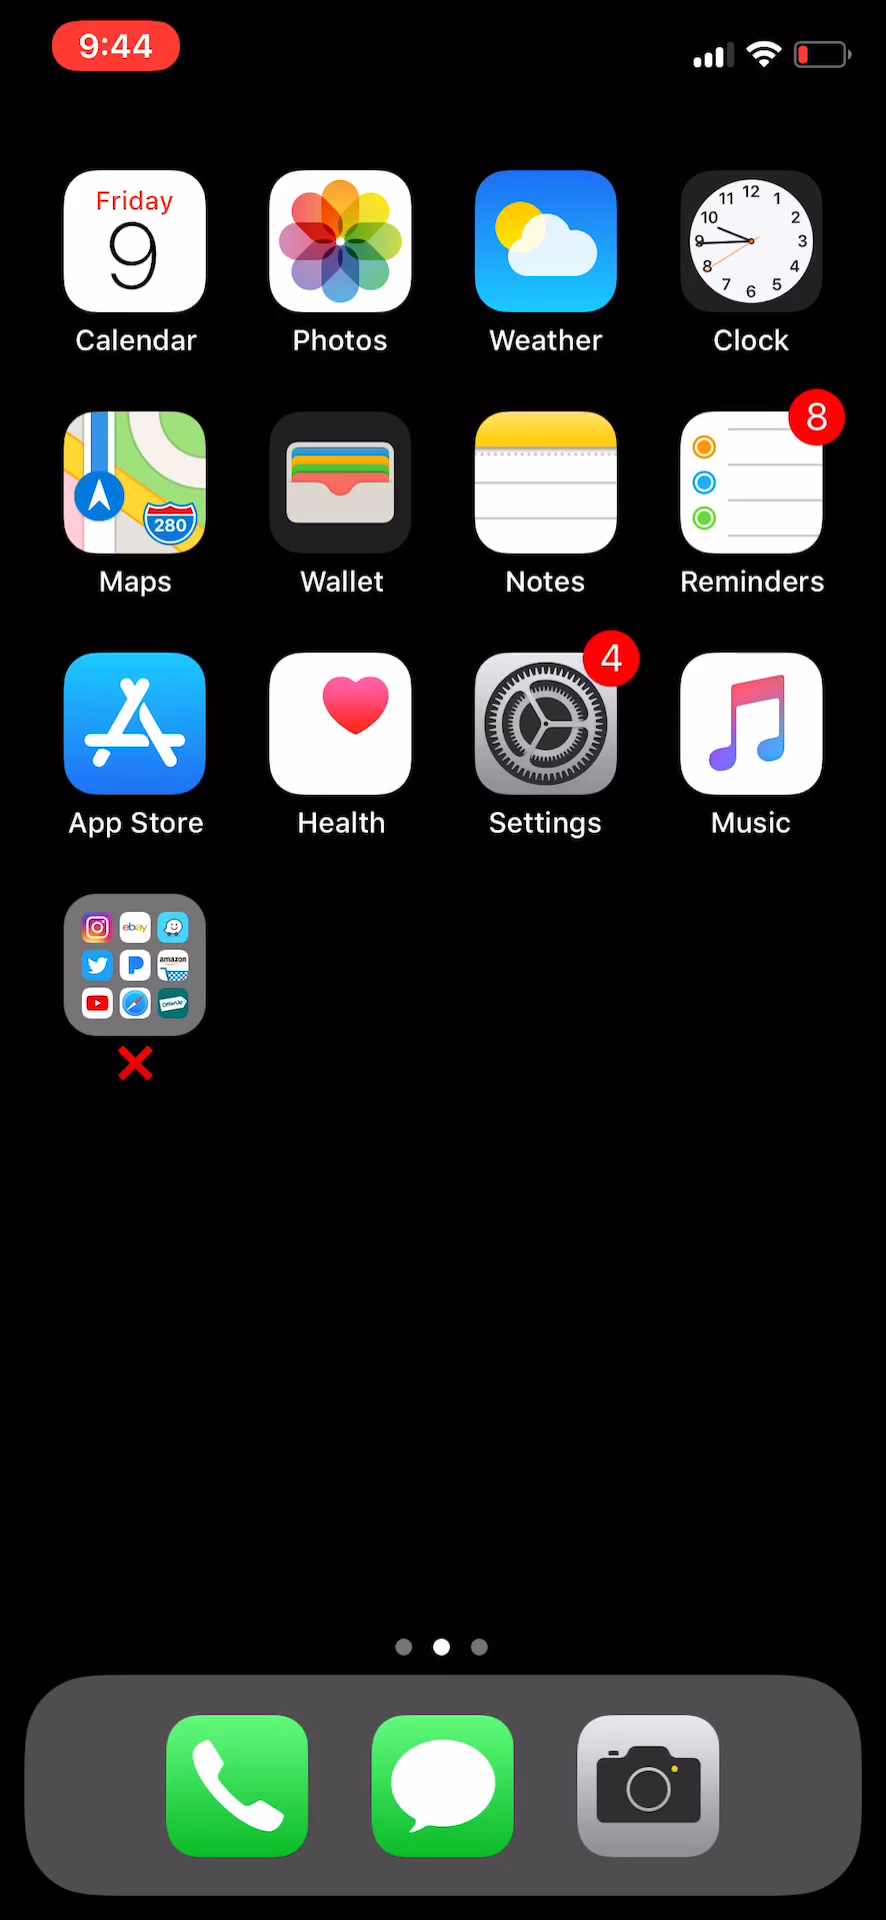 9:44
Friday
9
12
11 1
10 2
9 3
8 4
7 5
6
Calendar Photos Weather Clock
280
8
Maps Wallet Notes Reminders
4
App Store Health Settings Music
ebay
amazon
OfferUp